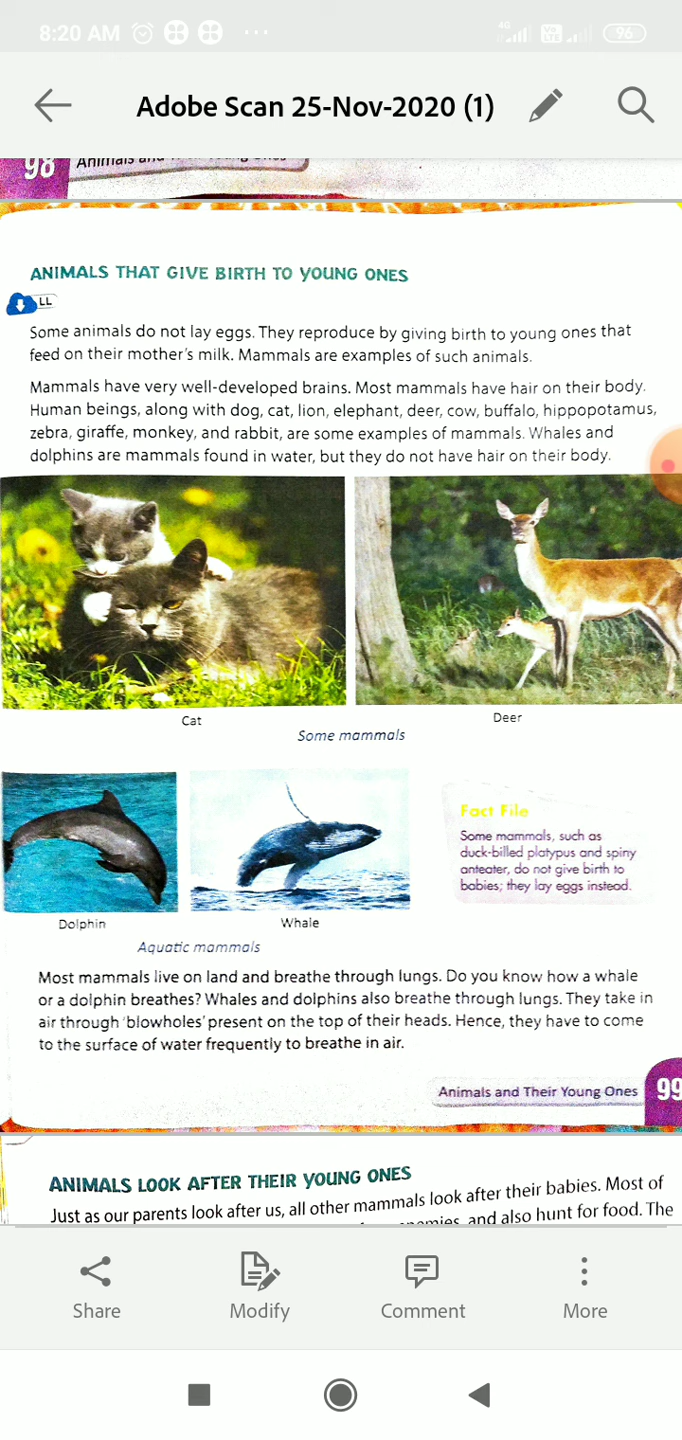 8:20 AM ...
4G VoLTE 96
Adobe Scan 25-Nov-2020 (1)
98 Animals and
ANIMALS THAT GIVE BIRTH TO YOUNG ONES
LL
Some animals do not lay eggs. They reproduce by giving birth to young ones that
feed on their mother's milk. Mammals are examples of such animals.
Mammals have very well-developed brains. Most mammals have hair on their body.
Human beings, along with dog, cat, lion, elephant, deer, cow, buffalo, hippopotamus,
zebra, giraffe, monkey, and rabbit, are some examples of mammals. Whales and
dolphins are mammals found in water, but they do not have hair on their body.
Cat
Deer
Some mammals
Fact File
Some mammals, such as
duck-billed platypus and spiny
anteater, do not give birth to
babies; they lay eggs instead.
Dolphin
Whale
Aquatic mammals
Most mammals live on land and breathe through lungs. Do you know how a whale
or a dolphin breathes? Whales and dolphins also breathe through lungs. They take in
air through 'blowholes' present on the top of their heads. Hence, they have to come
to the surface of water frequently to breathe in air.
Animals and Their Young Ones 99
ANIMALS LOOK AFTER THEIR YOUNG ONES
Just as our parents look after us, all other mammals look after their babies. Most of
enemies, and also hunt for food. The
Share
Modify
Comment
More